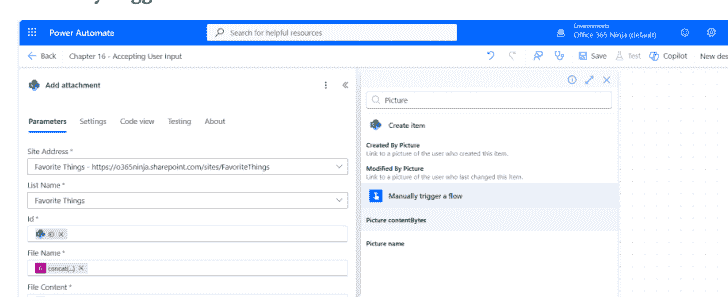 Power Automate
Search for helpful resources
Environments
Office 365 Ninja (default)
Back
Chapter 16 - Accepting User Input
Save
Test
Copilot
New des
Add attachment
Parameters
Settings
Code view
Testing
About
Site Address *
Favorite Things - https://o365ninja.sharepoint.com/sites/FavoriteThings
List Name *
Favorite Things
Id *
ID
File Name *
fx
concat(...)
File Content *
Picture
Create item
Created By Picture
Link to a picture of the user who created this item.
Modified By Picture
Link to a picture of the user who last changed this item.
Manually trigger a flow
Picture contentBytes
Picture name